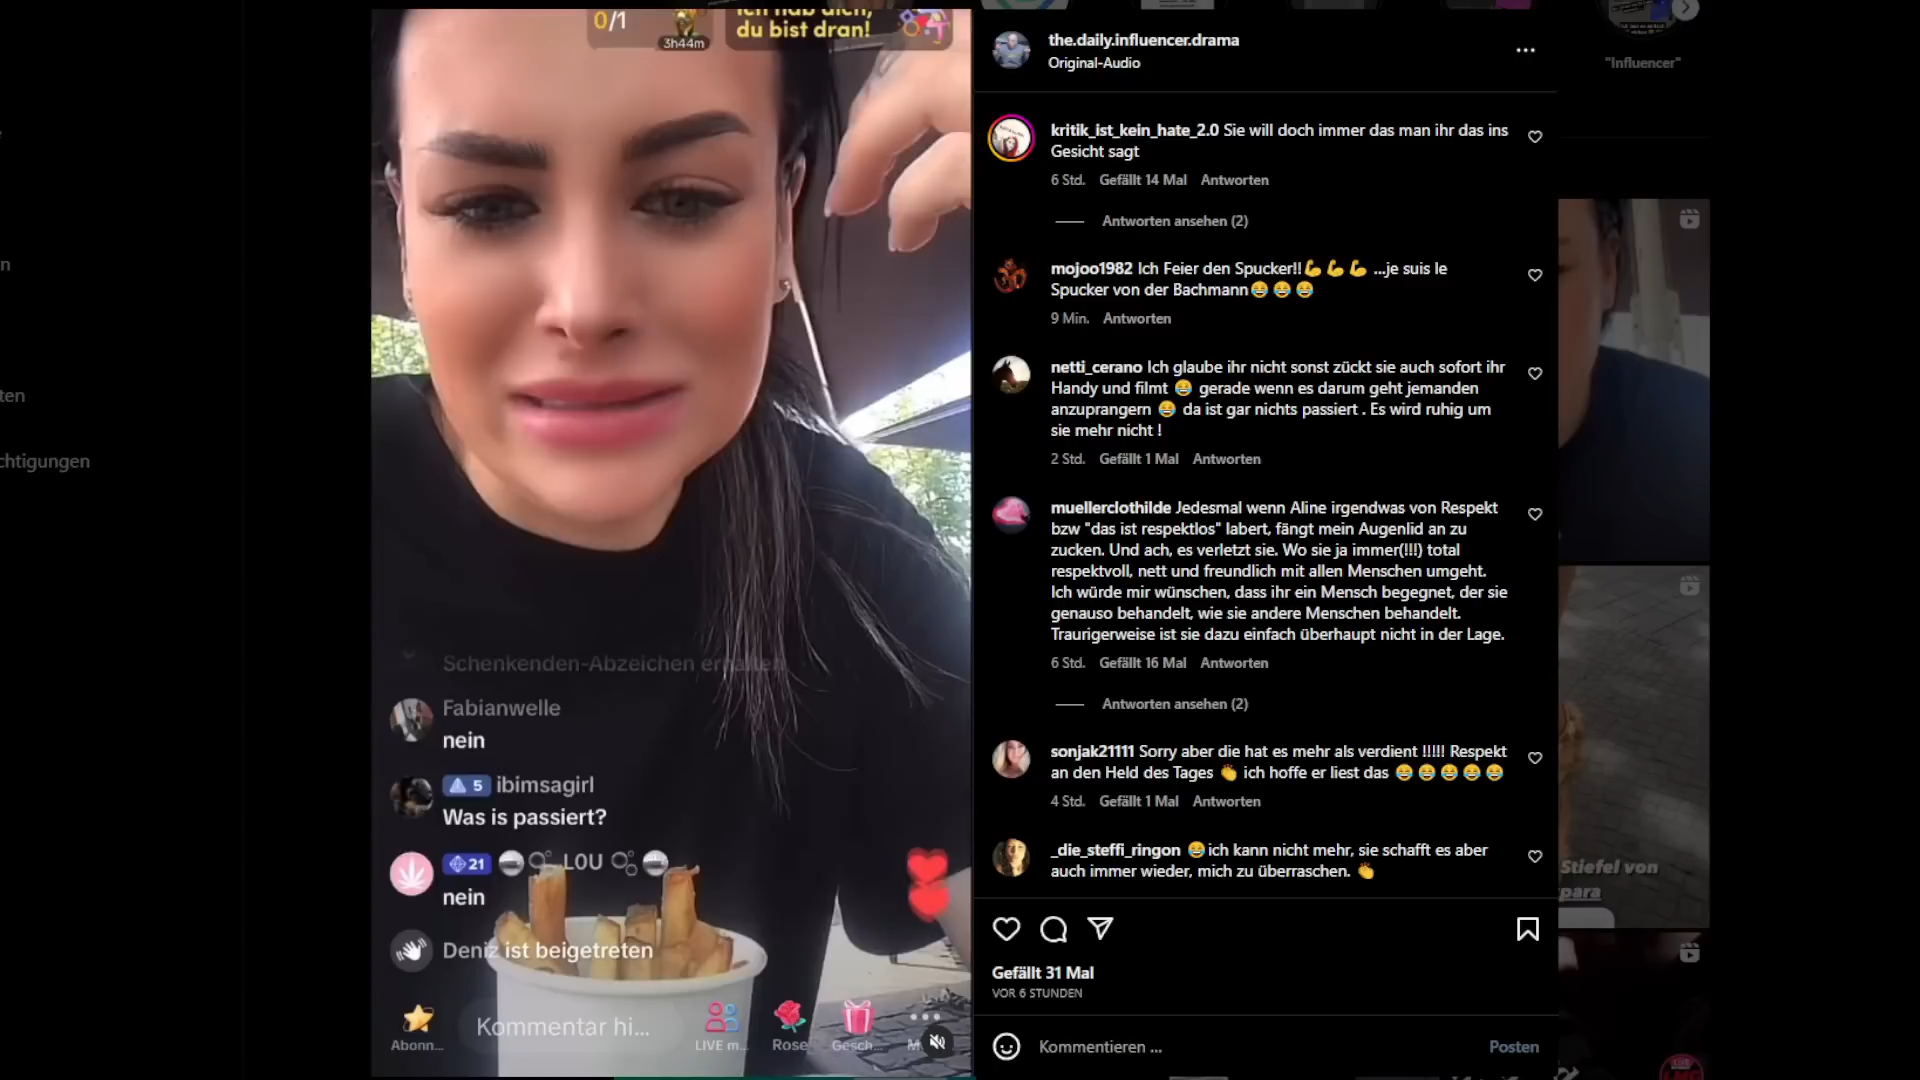 0/1
3h44m
Ich hab dich,
du bist dran!
Schenkenden-Abzeichen erhalten
Fabianwelle
nein
5 ibimsagirl
Was is passiert?
21 L0U
nein
Deniz ist beigetreten
Abonn...
Kommentar hi...
LIVE m...
Rose
Gesch...
n
ten
chtigungen
the.daily.influencer.drama
Original-Audio
kritik_ist_kein_hate_2.0 Sie will doch immer das man ihr das ins
Gesicht sagt
6 Std. Gefällt 14 Mal Antworten
Antworten ansehen (2)
mojoo1982 Ich Feier den Spucker!!💪💪💪 ...je suis le
Spucker von der Bachmann😂😂😂
9 Min. Antworten
netti_cerano Ich glaube ihr nicht sonst zückt sie auch sofort ihr
Handy und filmt 😂 gerade wenn es darum geht jemanden
anzuprangern 😂 da ist gar nichts passiert . Es wird ruhig um
sie mehr nicht !
2 Std. Gefällt 1 Mal Antworten
muellerclothilde Jedesmal wenn Aline irgendwas von Respekt
bzw "das ist respektlos" labert, fängt mein Augenlid an zu
zucken. Und ach, es verletzt sie. Wo sie ja immer(!!!) total
respektvoll, nett und freundlich mit allen Menschen umgeht.
Ich würde mir wünschen, dass ihr ein Mensch begegnet, der sie
genauso behandelt, wie sie andere Menschen behandelt.
Traurigerweise ist sie dazu einfach überhaupt nicht in der Lage.
6 Std. Gefällt 16 Mal Antworten
Antworten ansehen (2)
sonjak21111 Sorry aber die hat es mehr als verdient !!!!! Respekt
an den Held des Tages 👏 ich hoffe er liest das 😂😂😂😂😂
4 Std. Gefällt 1 Mal Antworten
_die_steffi_ringon 😂ich kann nicht mehr, sie schafft es aber
auch immer wieder, mich zu überraschen. 👏
Gefällt 31 Mal
VOR 6 STUNDEN
Kommentieren ...
Posten
"Influencer"
Stiefel von
para